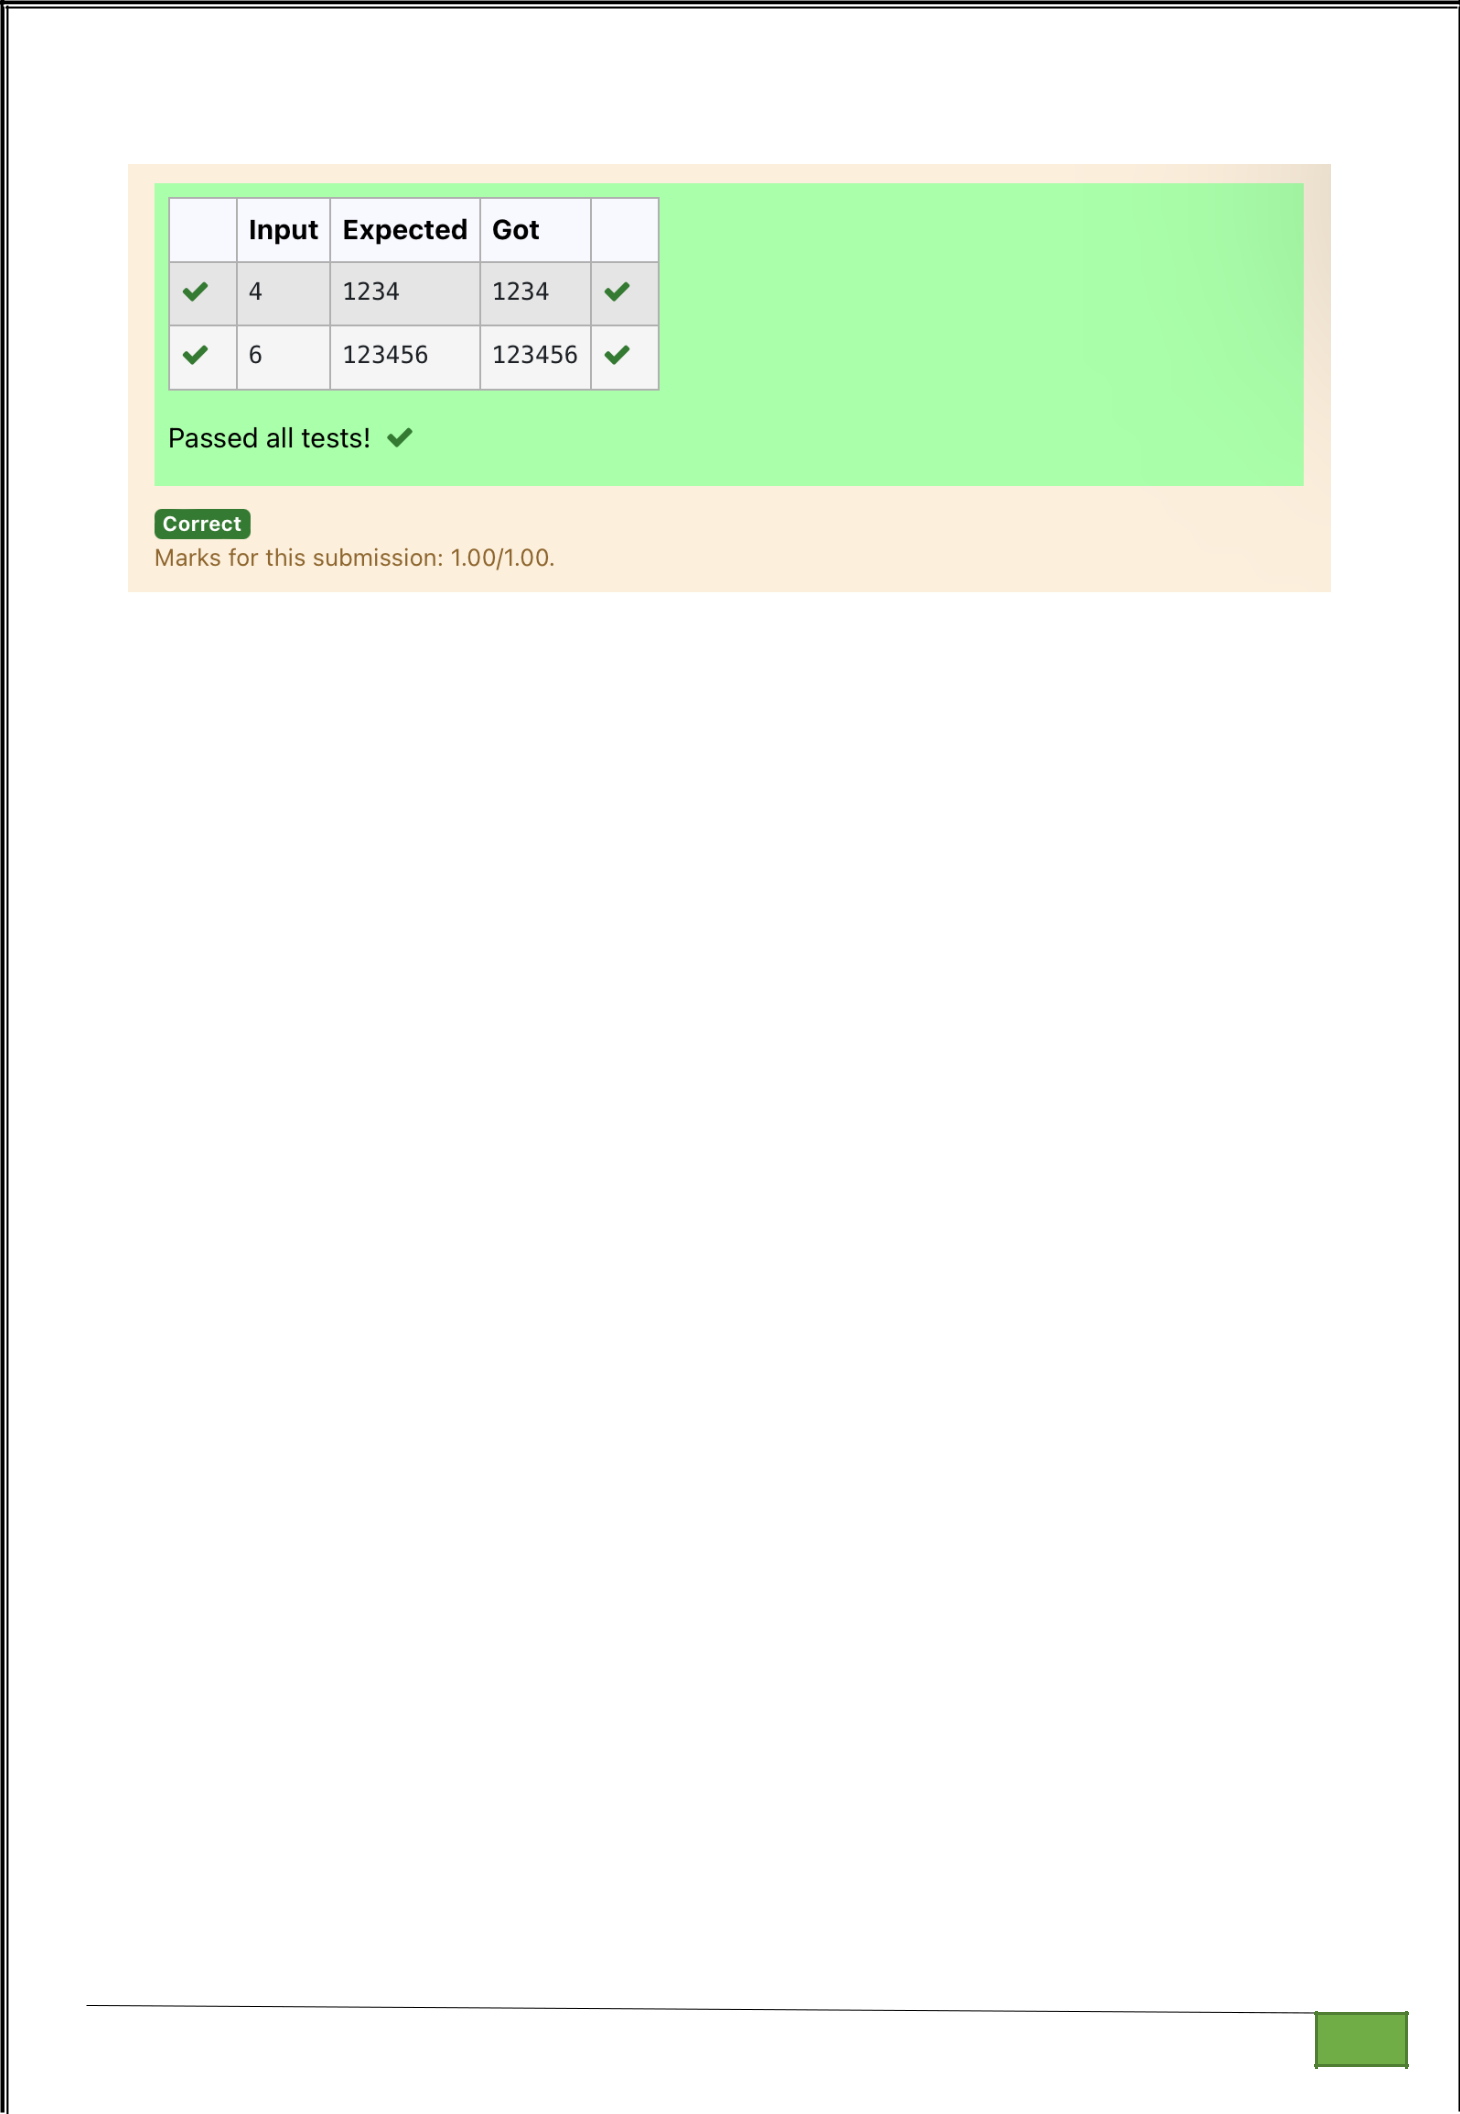 Input Expected Got
4 1234 1234
6 123456 123456
Passed all tests!
Correct
Marks for this submission: 1.00/1.00.